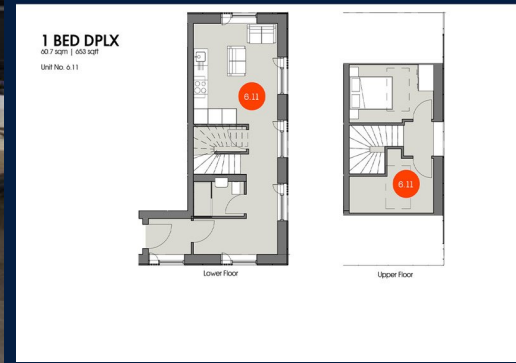 1 BED DPLX
60.7 sqm | 653 sqft
Unit No. 6.11
6.11
6.11
Lower Floor
Upper Floor